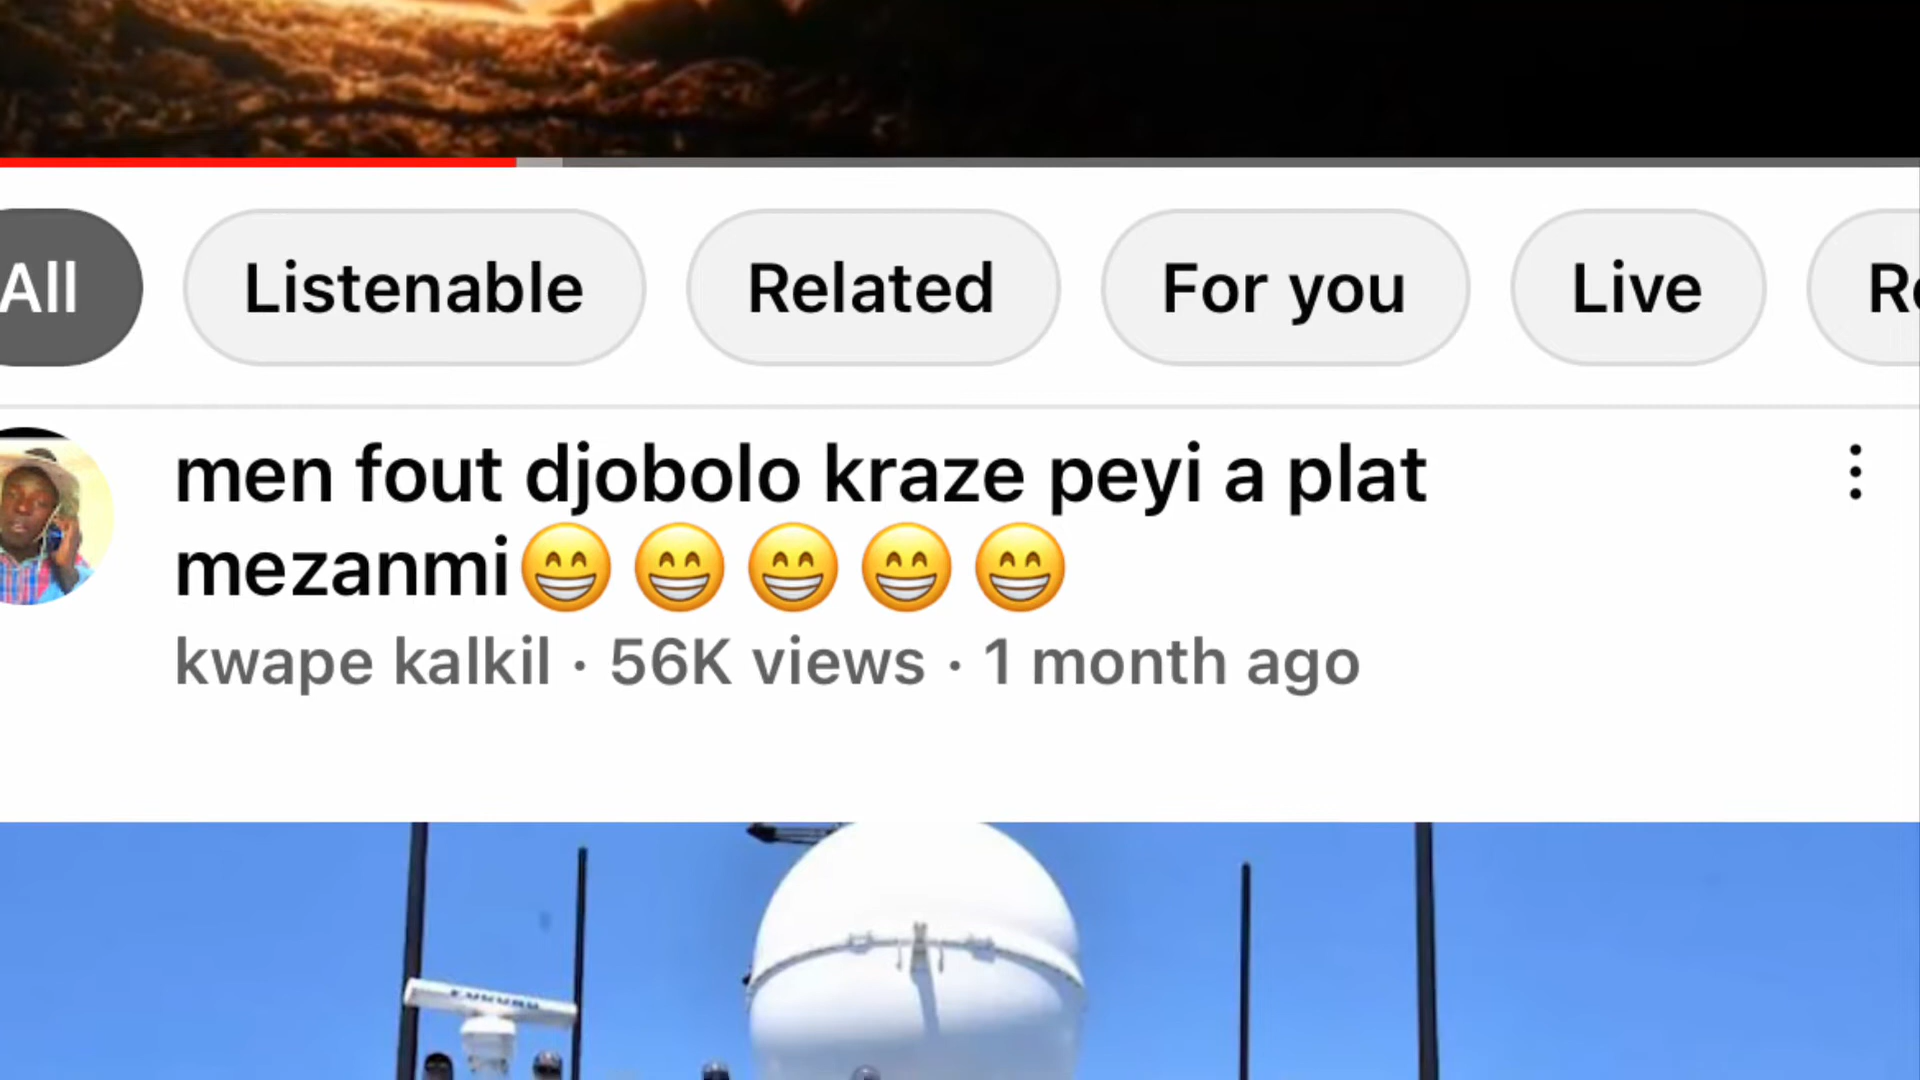 All Listenable Related For you Live
men fout djobolo kraze peyi a plat
mezanmi😁😁😁😁😁
kwape kalkil · 56K views · 1 month ago
FURUNO